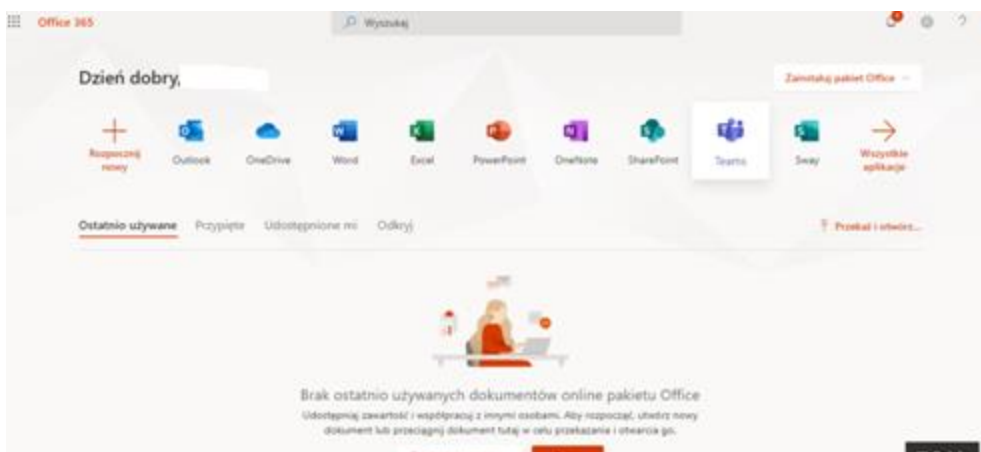 Office 365
Wyszukaj
Dzień dobry,
Zainstaluj pakiet Office
Rozpocznij nowy
Outlook
OneDrive
Word
Excel
PowerPoint
OneNote
SharePoint
Teams
Sway
Wszystkie aplikacje
Ostatnio używane Przypięte Udostępnione mi Odkryj
Przekaż i otwórz...
Brak ostatnio używanych dokumentów online pakietu Office
Udostępniaj zawartość i współpracuj z innymi osobami. Aby rozpocząć, utwórz nowy
dokument lub przeciągnij dokument tutaj w celu przekazania i otwarcia go.